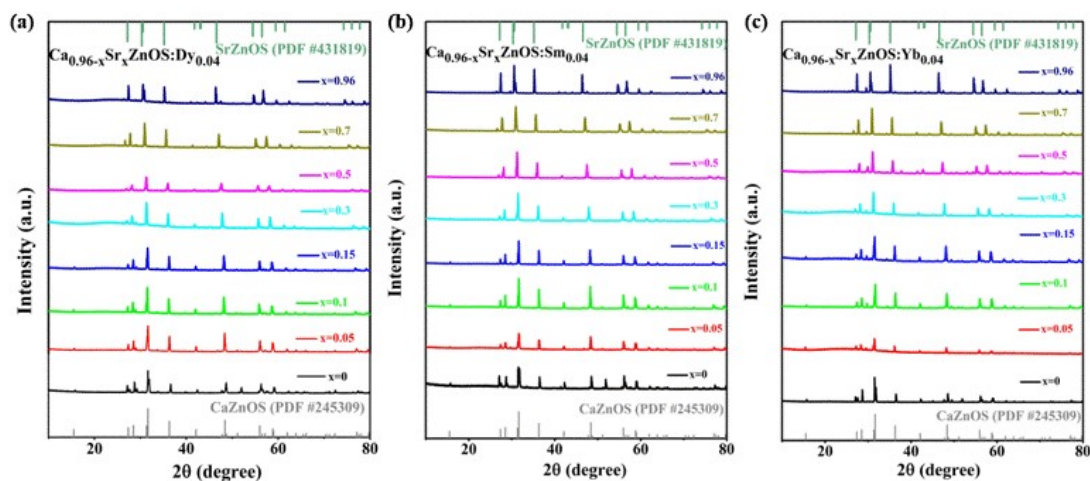 (a)
SrZnOS (PDF #431819)
Ca0.96-xSrxZnOS:Dy0.04
x=0.96
x=0.7
x=0.5
x=0.3
x=0.15
x=0.1
x=0.05
x=0
CaZnOS (PDF #245309)
Intensity (a.u.)
20 40 60 80
2θ (degree)
(b)
SrZnOS (PDF #431819)
Ca0.96-xSrxZnOS:Sm0.04
x=0.96
x=0.7
x=0.5
x=0.3
x=0.15
x=0.1
x=0.05
x=0
CaZnOS (PDF #245309)
Intensity (a.u.)
20 40 60 80
2θ (degree)
(c)
SrZnOS (PDF #431819)
Ca0.96-xSrxZnOS:Yb0.04
x=0.96
x=0.7
x=0.5
x=0.3
x=0.15
x=0.1
x=0.05
x=0
CaZnOS (PDF #245309)
Intensity (a.u.)
20 40 60 80
2θ (degree)